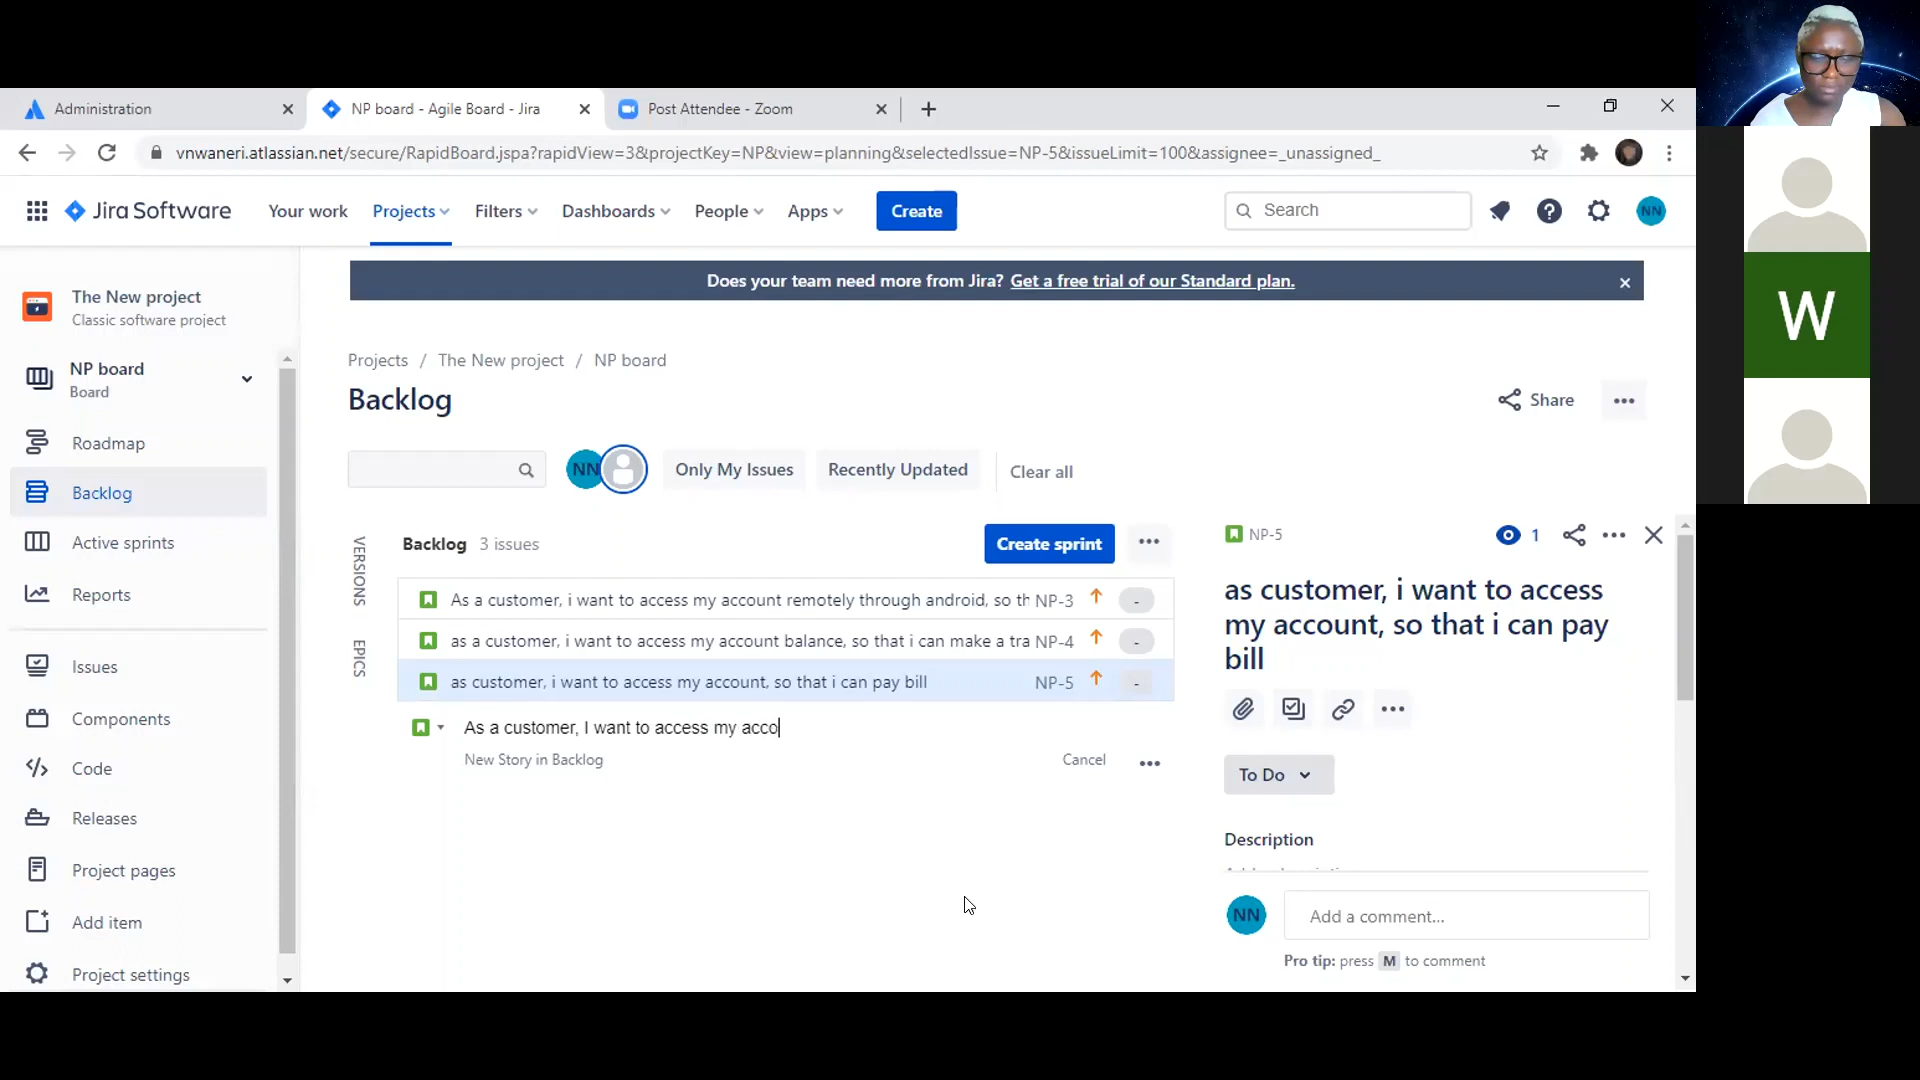 Administration
NP board - Agile Board - Jira
Post Attendee - Zoom
vnwaneri.atlassian.net/secure/RapidBoard.jspa?rapidView=3&projectKey=NP&view=planning&selectedIssue=NP-5&issueLimit=100&assignee=_unassigned_
Jira Software
Your work
Projects
Filters
Dashboards
People
Apps
Create
Search
NN
Does your team need more from Jira? Get a free trial of our Standard plan.
The New project
Classic software project
NP board
Board
Roadmap
Backlog
Active sprints
Reports
Issues
Components
Code
Releases
Project pages
Add item
Project settings
Projects / The New project / NP board
Backlog
Share
NN
Only My Issues
Recently Updated
Clear all
VERSIONS
EPICS
Backlog 3 issues
Create sprint
As a customer, i want to access my account remotely through android, so th NP-3 -
as a customer, i want to access my account balance, so that i can make a tra NP-4 -
as customer, i want to access my account, so that i can pay bill NP-5 -
As a customer, I want to access my acco
New Story in Backlog
Cancel
NP-5
1
as customer, i want to access
my account, so that i can pay
bill
To Do
Description
NN
Add a comment...
Pro tip: press M to comment
W